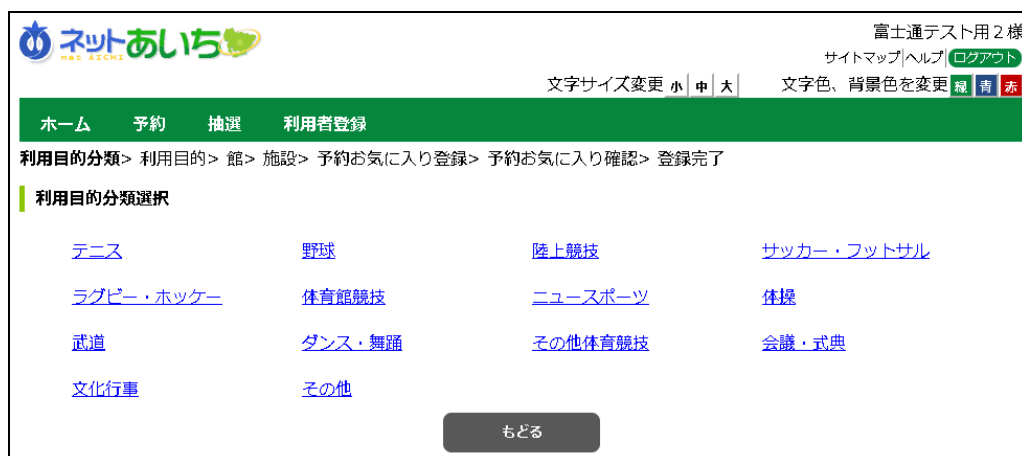 ネットあいち
NET AICHI
富士通テスト用2様
サイトマップ|ヘルプ|ログアウト
文字サイズ変更 小 中 大 文字色、背景色を変更 緑 青 赤
ホーム 予約 抽選 利用者登録
利用目的分類> 利用目的> 館> 施設> 予約お気に入り登録> 予約お気に入り確認> 登録完了
利用目的分類選択
テニス 野球 陸上競技 サッカー・フットサル
ラグビー・ホッケー 体育館競技 ニュースポーツ 体操
武道 ダンス・舞踊 その他体育競技 会議・式典
文化行事 その他
もどる